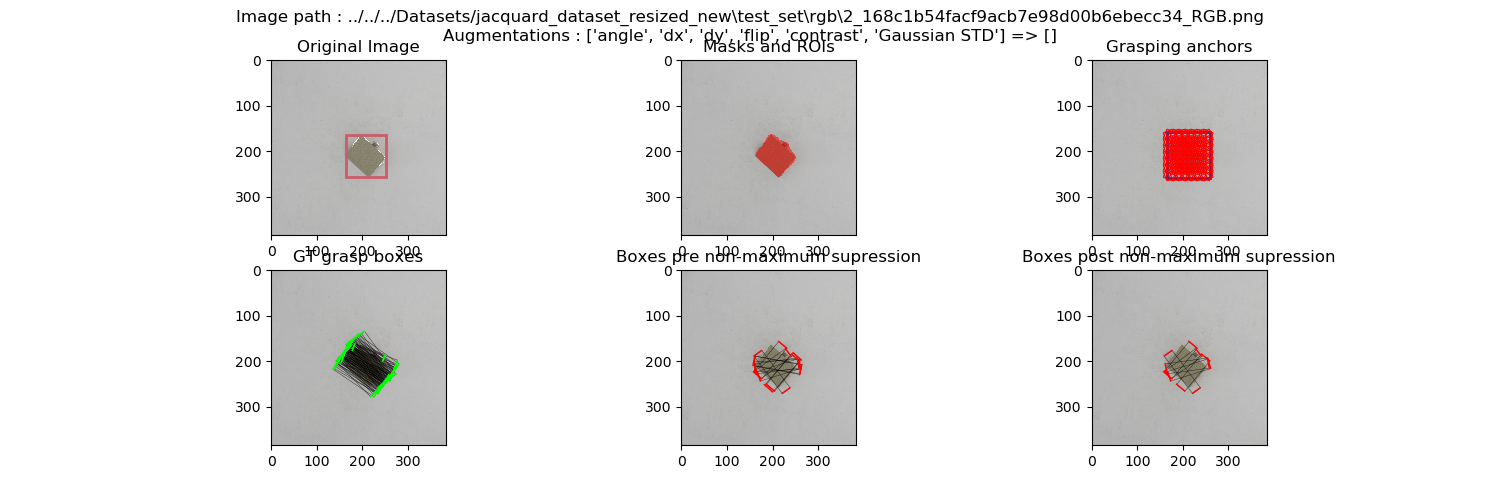 Image path : ../../../Datasets/jacquard_dataset_resized_new\test_set\rgb\2_168c1b54facf9acb7e98d00b6ebecc34_RGB.png
Augmentations : ['angle', 'dx', 'dy', 'flip', 'contrast', 'Gaussian STD'] => []
Original Image
Masks and ROIs
Grasping anchors
0
100
200
300
0 100 200 300
0
100
200
300
0 100 200 300
0
100
200
300
0 100 200 300
GT grasp boxes
Boxes pre non-maximum supression
Boxes post non-maximum supression
0
100
200
300
0 100 200 300
0
100
200
300
0 100 200 300
0
100
200
300
0 100 200 300